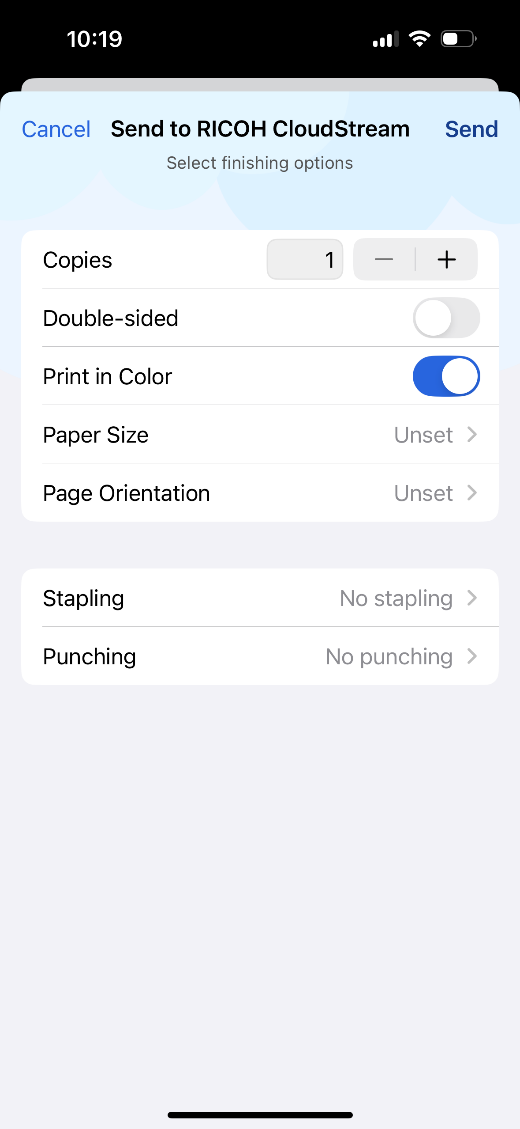 10:19
Cancel Send to RICOH CloudStream Send
Select finishing options
Copies 1 — +
Double-sided
Print in Color
Paper Size Unset
Page Orientation Unset
Stapling No stapling
Punching No punching